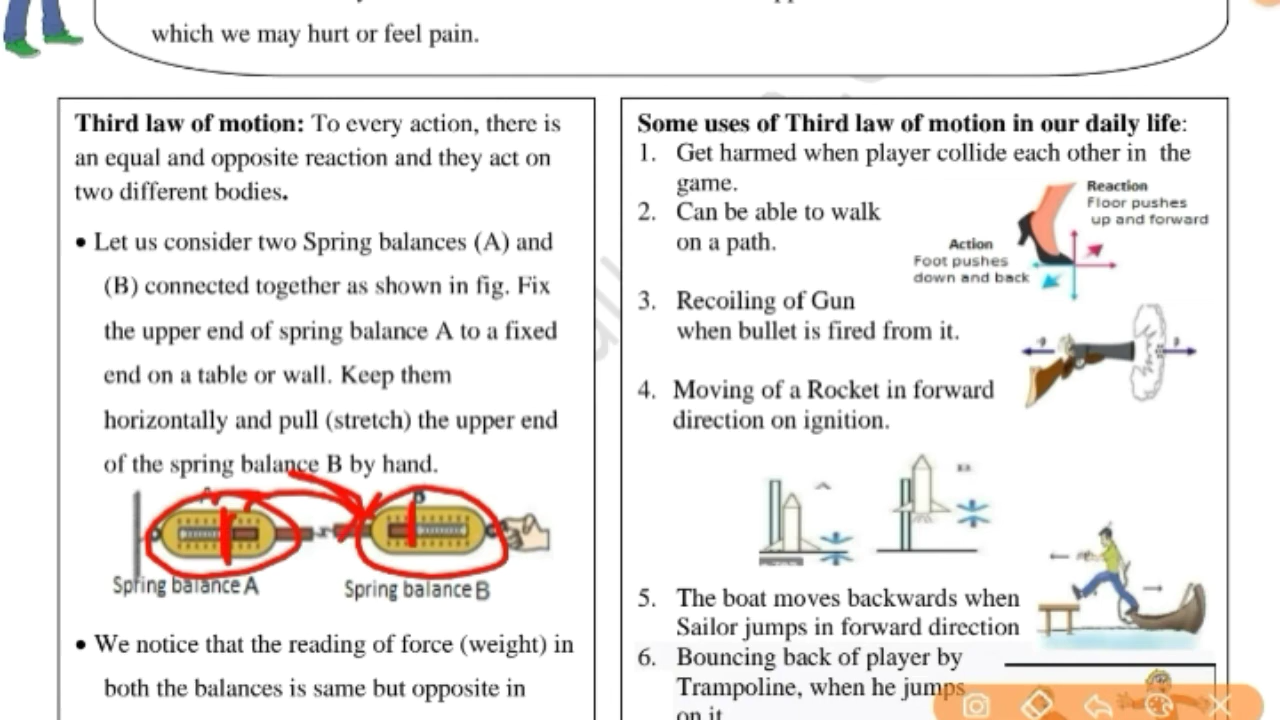 which we may hurt or feel pain.
Third law of motion: To every action, there is
an equal and opposite reaction and they act on
two different bodies.
• Let us consider two Spring balances (A) and
(B) connected together as shown in fig. Fix
the upper end of spring balance A to a fixed
end on a table or wall. Keep them
horizontally and pull (stretch) the upper end
of the spring balance B by hand.
A B
Spring balance A Spring balance B
• We notice that the reading of force (weight) in
both the balances is same but opposite in
Some uses of Third law of motion in our daily life:
1. Get harmed when player collide each other in the
game.
Reaction
Floor pushes
up and forward
2. Can be able to walk
on a path.
Action
Foot pushes
down and back
3. Recoiling of Gun
when bullet is fired from it.
4. Moving of a Rocket in forward
direction on ignition.
5. The boat moves backwards when
Sailor jumps in forward direction
6. Bouncing back of player by
Trampoline, when he jumps
on it